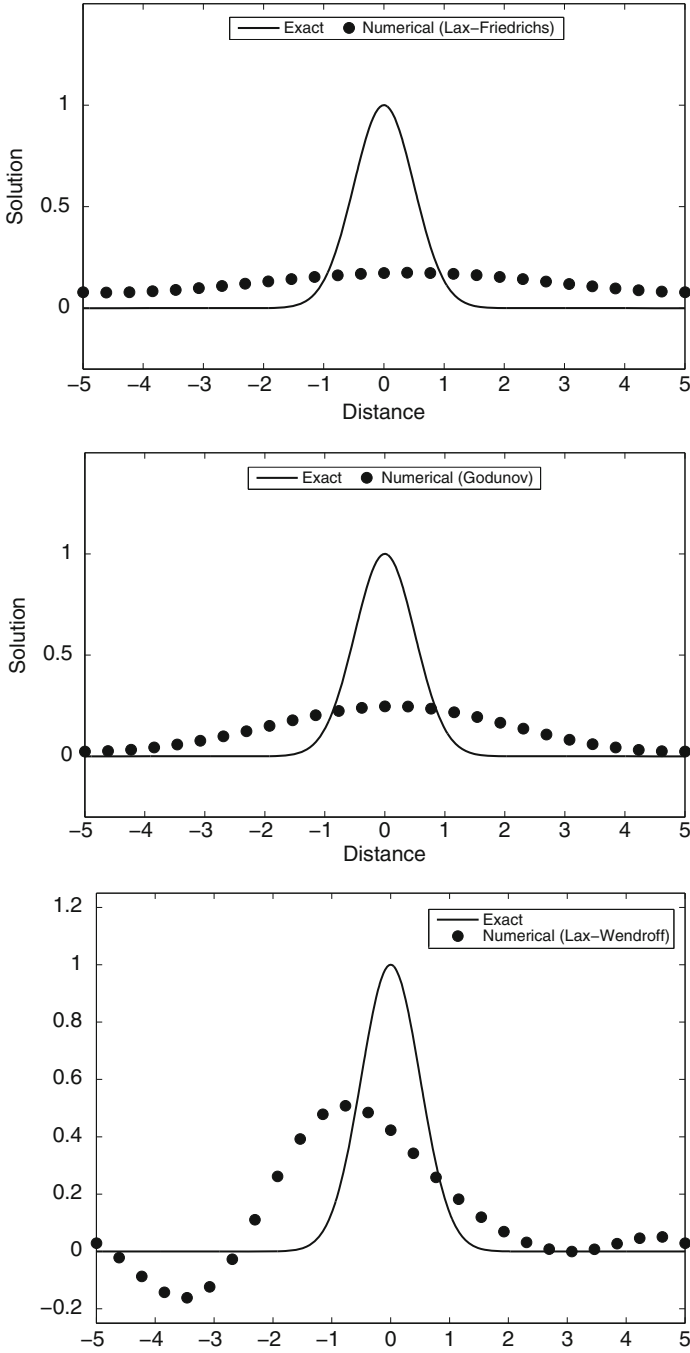 Exact Numerical (Lax–Friedrichs)
1
0.5
0
Solution
−5 −4 −3 −2 −1 0 1 2 3 4 5
Distance
Exact Numerical (Godunov)
1
0.5
0
Solution
−5 −4 −3 −2 −1 0 1 2 3 4 5
Distance
Exact
Numerical (Lax–Wendroff)
1.2
1
0.8
0.6
0.4
0.2
0
−0.2
−5 −4 −3 −2 −1 0 1 2 3 4 5